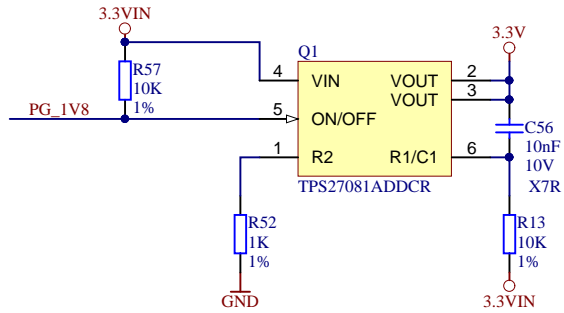 3.3VIN
Q1
3.3V
R57
10K
1%
4
VIN
VOUT
2
VOUT
3
PG_1V8
5
ON/OFF
C56
10nF
10V
X7R
1
R2
R1/C1
6
TPS27081ADDCR
R52
1K
1%
GND
R13
10K
1%
3.3VIN